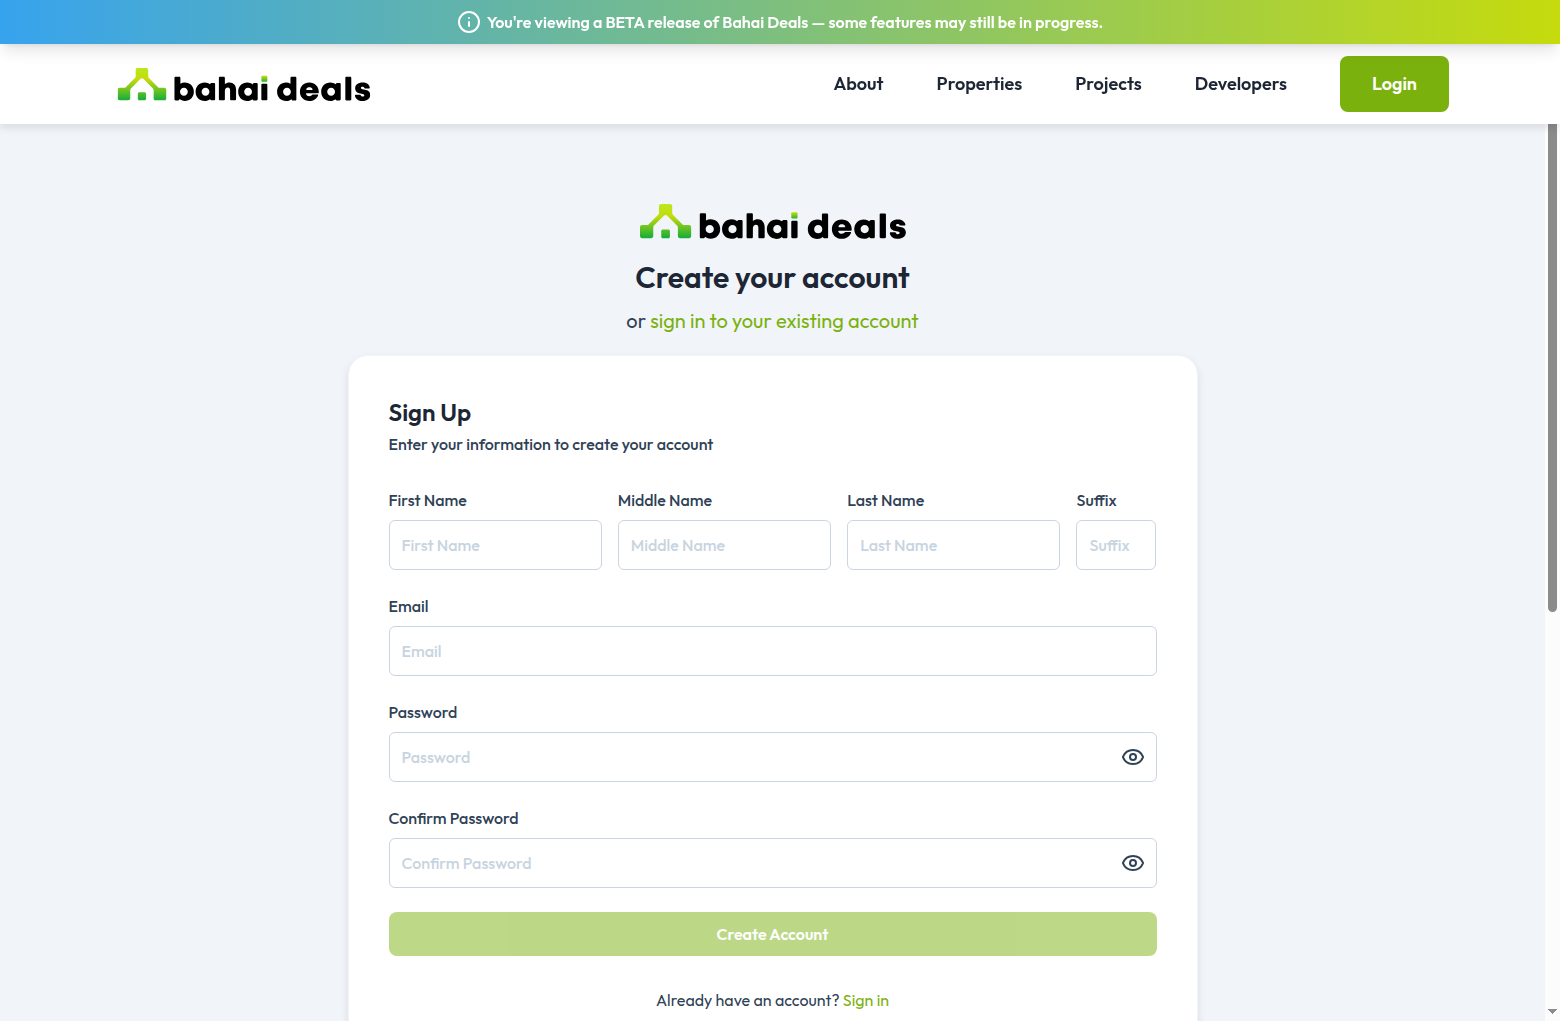 You're viewing a BETA release of Bahai Deals — some features may still be in progress.
bahai deals
About
Properties
Projects
Developers
Login
bahai deals
Create your account
or sign in to your existing account
Sign Up
Enter your information to create your account
First Name
Middle Name
Last Name
Suffix
First Name
Middle Name
Last Name
Suffix
Email
Email
Password
Password
Confirm Password
Confirm Password
Create Account
Already have an account? Sign in